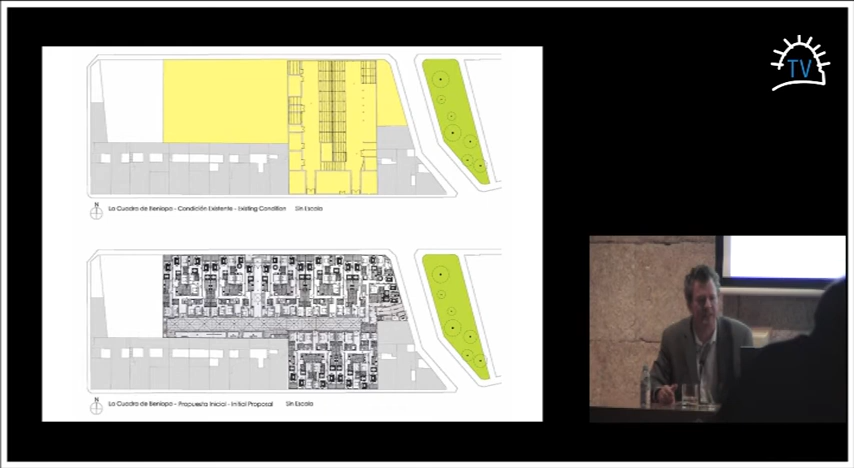 TV
N
La Cuadra de Beniopa - Condición Existente - Existing Condition Sin Escala
N
La Cuadra de Beniopa - Propuesta Inicial - Initial Proposal Sin Escala